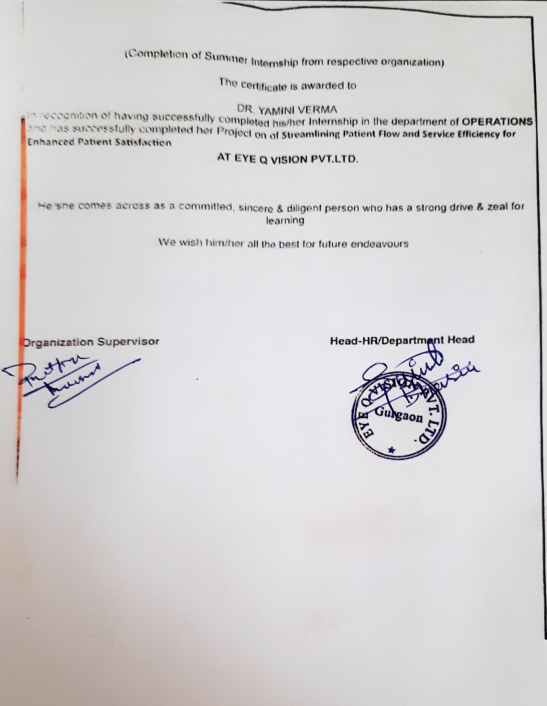 (Completion of Summer Internship from respective organization)
The certificate is awarded to
DR. YAMINI VERMA
In recognition of having successfully completed his/her Internship in the department of OPERATIONS
and has successfully completed her Project on of Streamlining Patient Flow and Service Efficiency for
Enhanced Patient Satisfaction
AT EYE Q VISION PVT.LTD.
He/she comes across as a committed, sincere & diligent person who has a strong drive & zeal for
learning
We wish him/her all the best for future endeavours
Organization Supervisor
Head-HR/Department Head
EYE Q VISION PVT. LTD.
Gurgaon